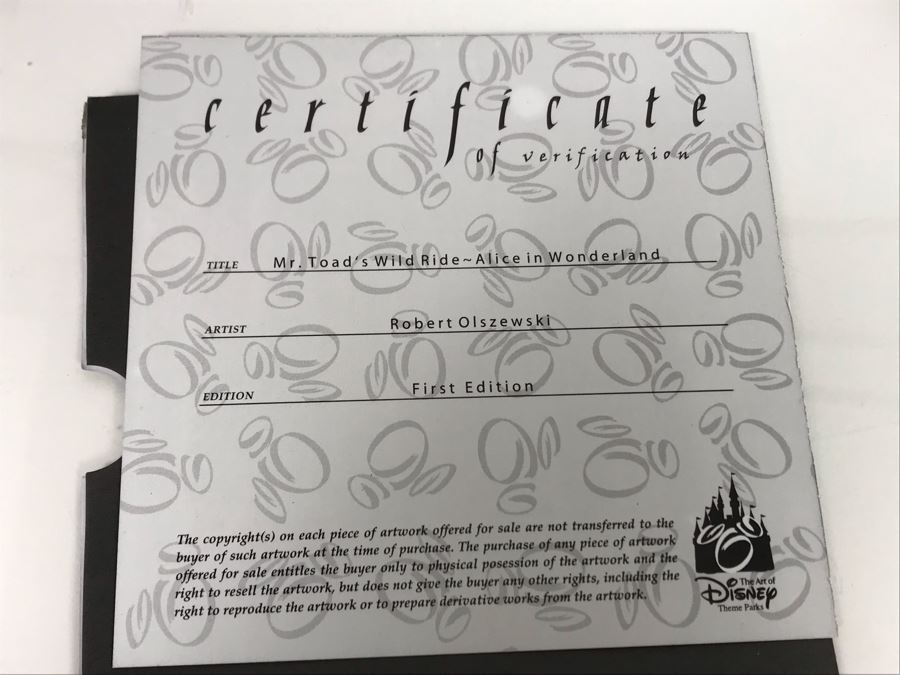 certificate
of verification
TITLE Mr. Toad's Wild Ride~Alice in Wonderland
ARTIST Robert Olszewski
EDITION First Edition
The copyright(s) on each piece of artwork offered for sale are not transferred to the
buyer of such artwork at the time of purchase. The purchase of any piece of artwork
offered for sale entitles the buyer only to physical posession of the artwork and the
right to resell the artwork, but does not give the buyer any other rights, including the
right to reproduce the artwork or to prepare derivative works from the artwork.
The Art of
DISNEY
Theme Parks